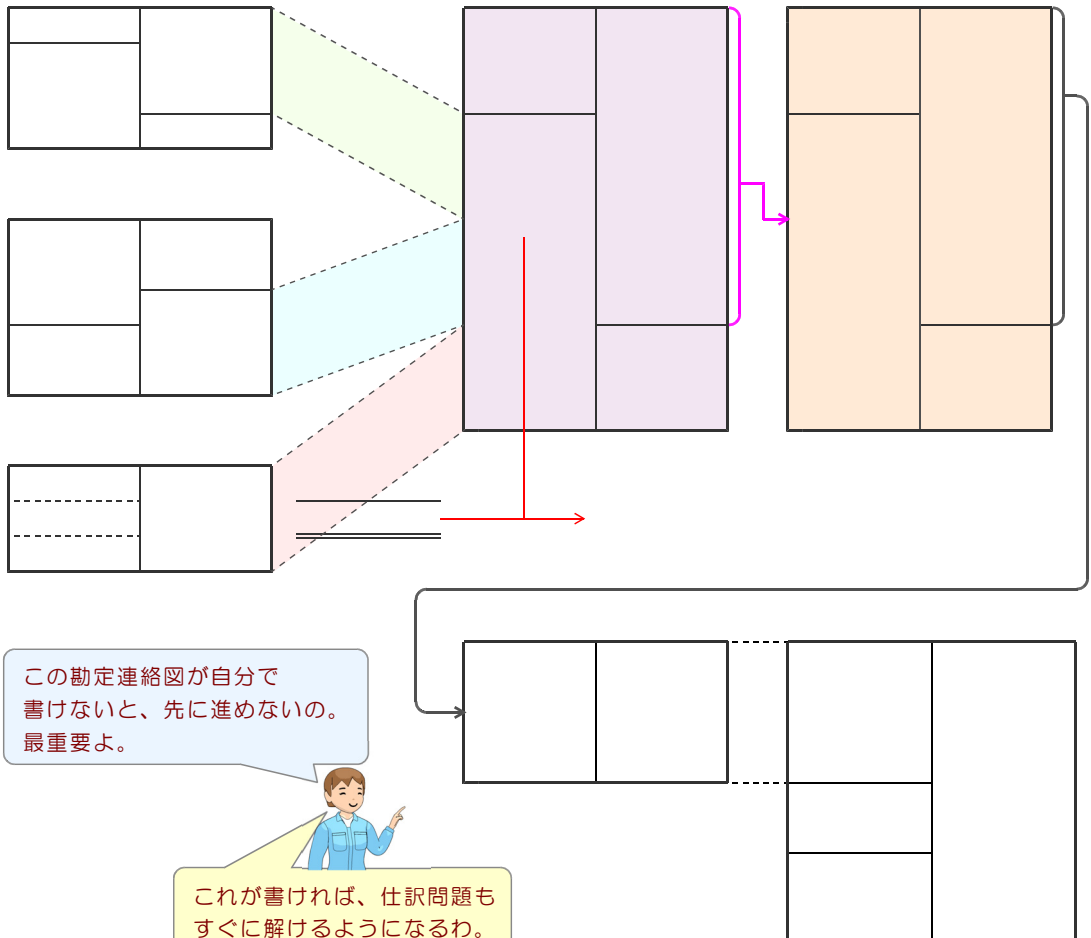 この勘定連絡図が自分で
書けないと、先に進めないの。
最重要よ。
これが書ければ、仕訳問題も
すぐに解けるようになるわ。